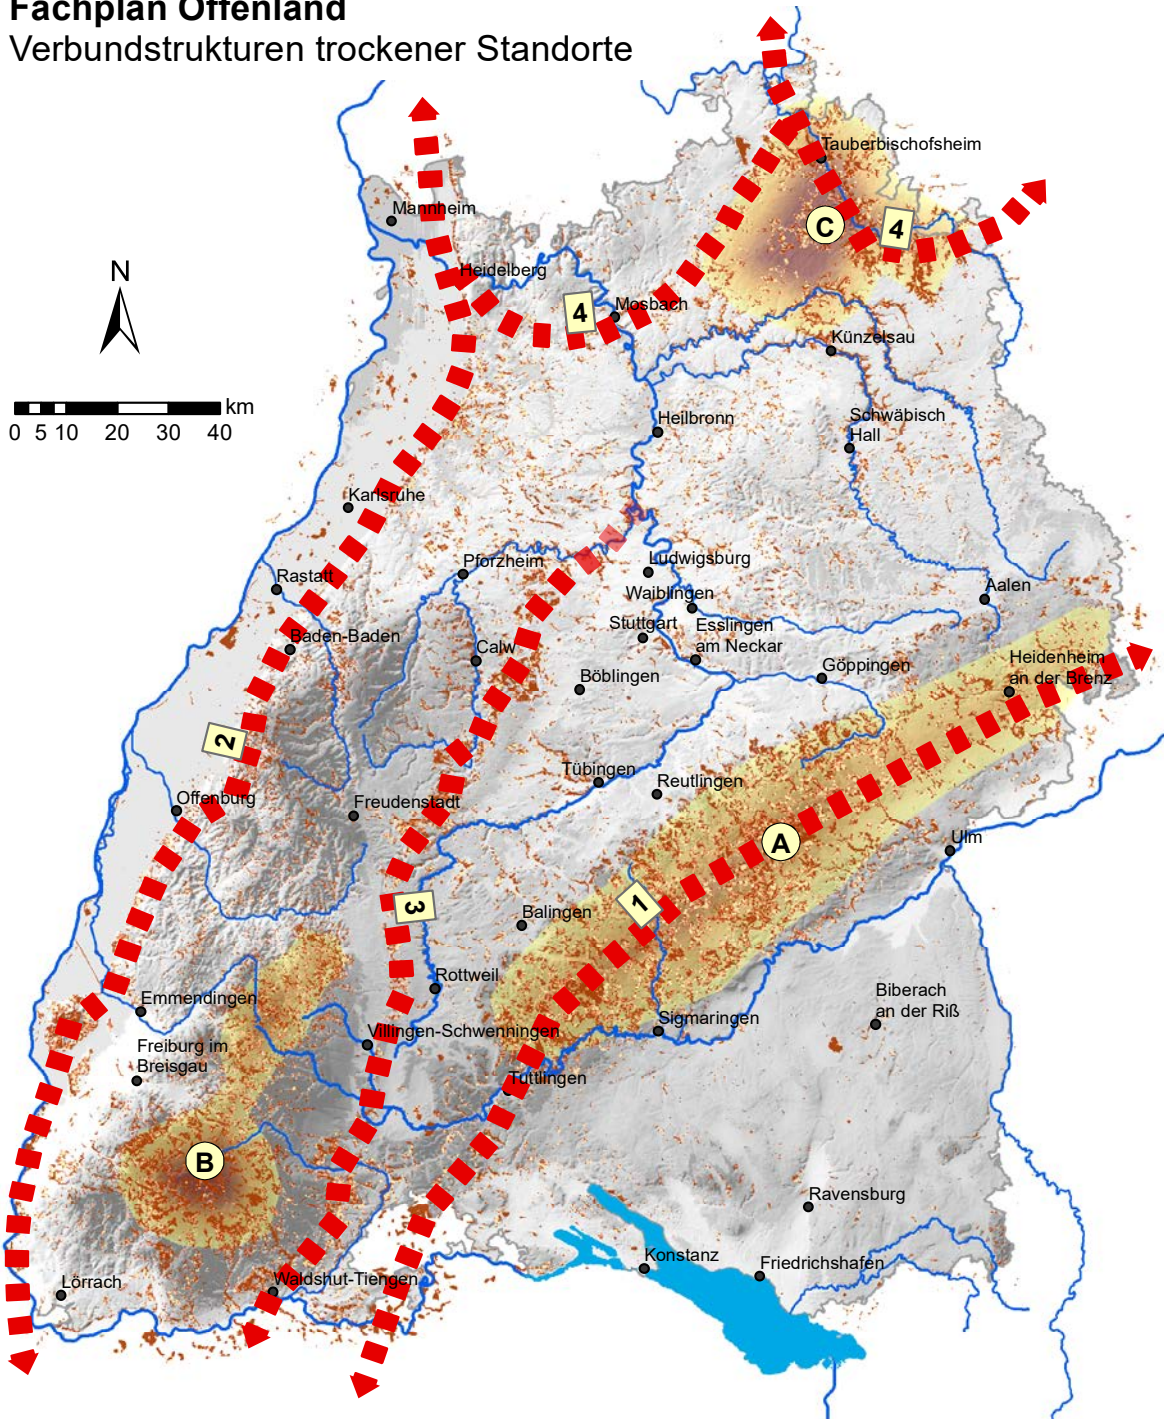 Fachplan Offenland
Verbundstrukturen trockener Standorte
Tauberbischofsheim
Mannheim
C
4
N
Heidelberg
4
Mosbach
Künzelsau
km
0 5 10 20 30 40
Heilbronn
Schwäbisch
Hall
Karlsruhe
Pforzheim
Ludwigsburg
Rastatt
Waiblingen
Aalen
Baden-Baden
Stuttgart
Esslingen
am Neckar
Calw
Göppingen
Heidenheim
an der Brenz
Böblingen
2
Tübingen
Reutlingen
Offenburg
Freudenstadt
A
Ulm
3
1
Balingen
Rottweil
Emmendingen
Biberach
an der Riß
Villingen-Schwenningen
Sigmaringen
Freiburg im
Breisgau
Tuttlingen
B
Ravensburg
Konstanz
Friedrichshafen
Lörrach
Waldshut-Tiengen